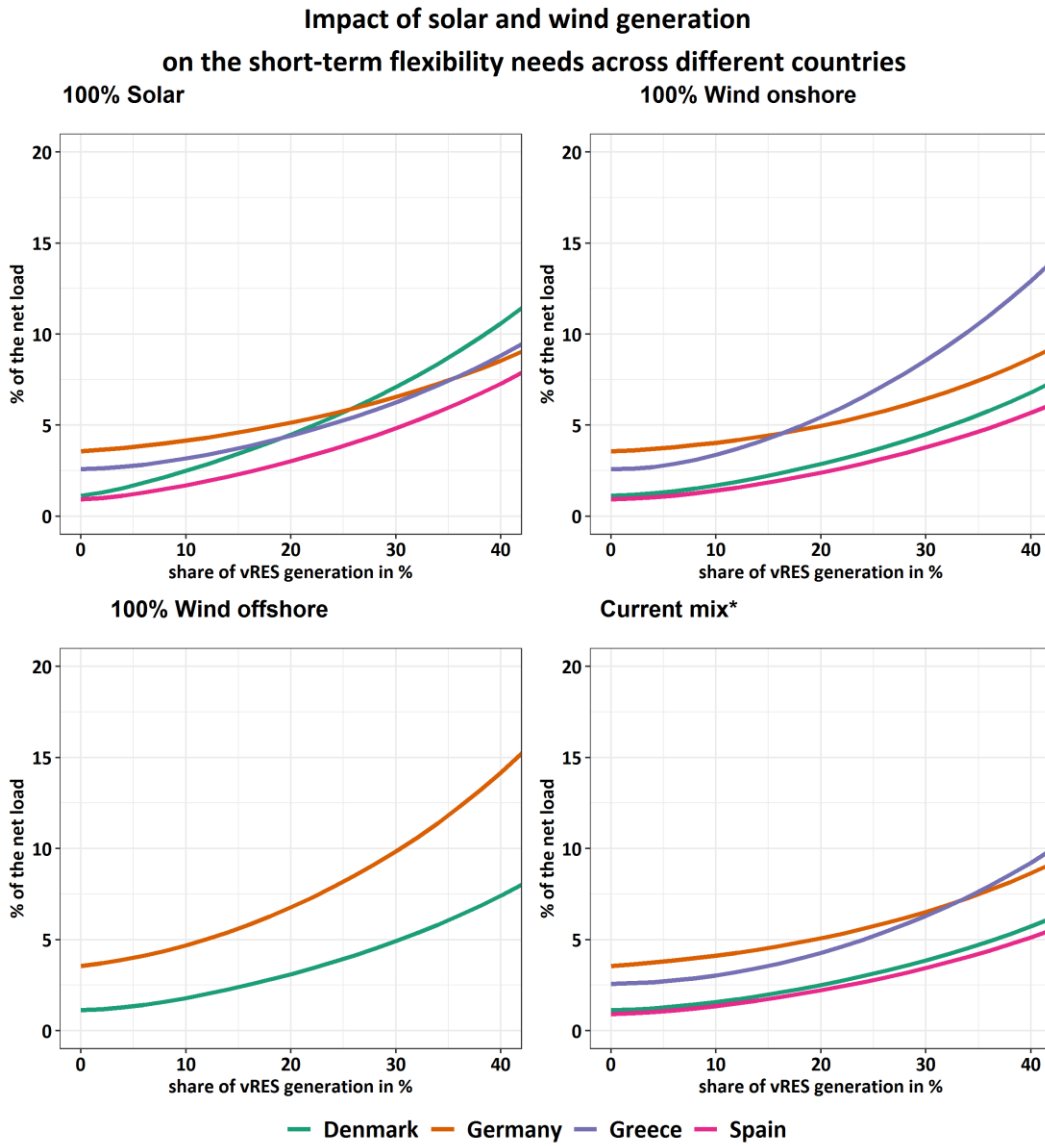 Impact of solar and wind generation
on the short-term flexibility needs across different countries
100% Solar
100% Wind onshore
20
15
10
5
0
% of the net load
0 10 20 30 40
share of vRES generation in %
20
15
10
5
0
% of the net load
0 10 20 30 40
share of vRES generation in %
100% Wind offshore
Current mix*
20
15
10
5
0
% of the net load
0 10 20 30 40
share of vRES generation in %
20
15
10
5
0
% of the net load
0 10 20 30 40
share of vRES generation in %
Denmark Germany Greece Spain